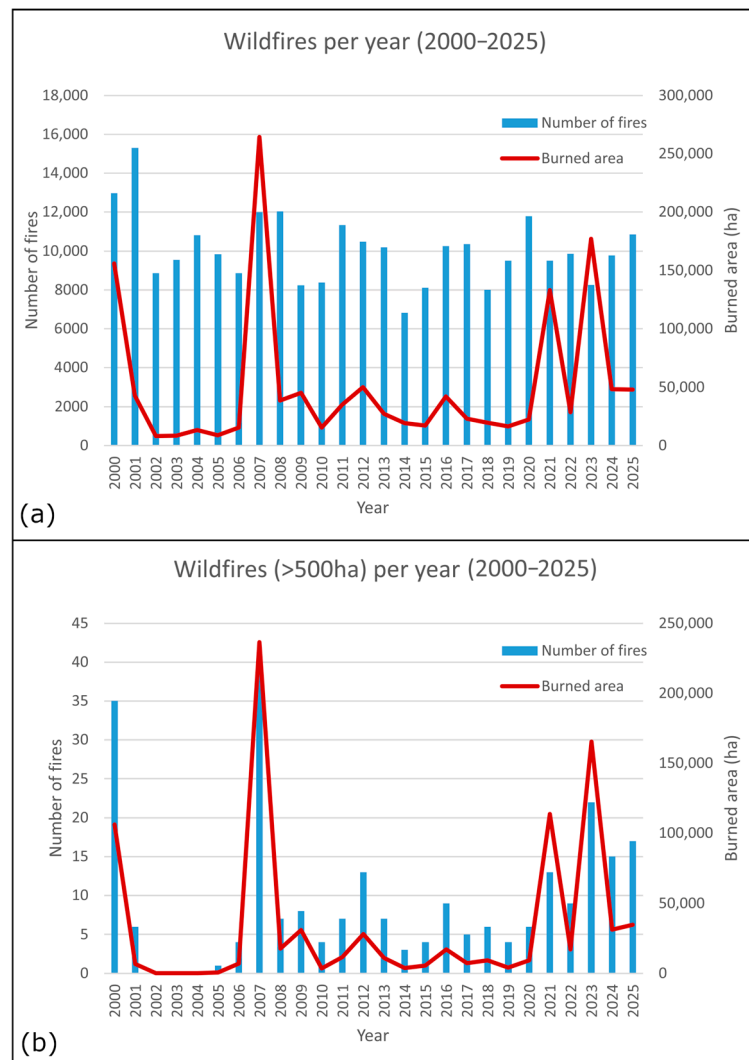 Wildfires per year (2000–2025)
18,000
16,000
14,000
12,000
10,000
8000
6000
4000
2000
0
Number of fires
300,000
250,000
200,000
150,000
100,000
50,000
0
Burned area (ha)
Number of fires
Burned area
2000 2001 2002 2003 2004 2005 2006 2007 2008 2009 2010 2011 2012 2013 2014 2015 2016 2017 2018 2019 2020 2021 2022 2023 2024 2025
Year
(a)
Wildfires (>500ha) per year (2000–2025)
45
40
35
30
25
20
15
10
5
0
Number of fires
250,000
200,000
150,000
100,000
50,000
0
Burned area (ha)
Number of fires
Burned area
2000 2001 2002 2003 2004 2005 2006 2007 2008 2009 2010 2011 2012 2013 2014 2015 2016 2017 2018 2019 2020 2021 2022 2023 2024 2025
Year
(b)